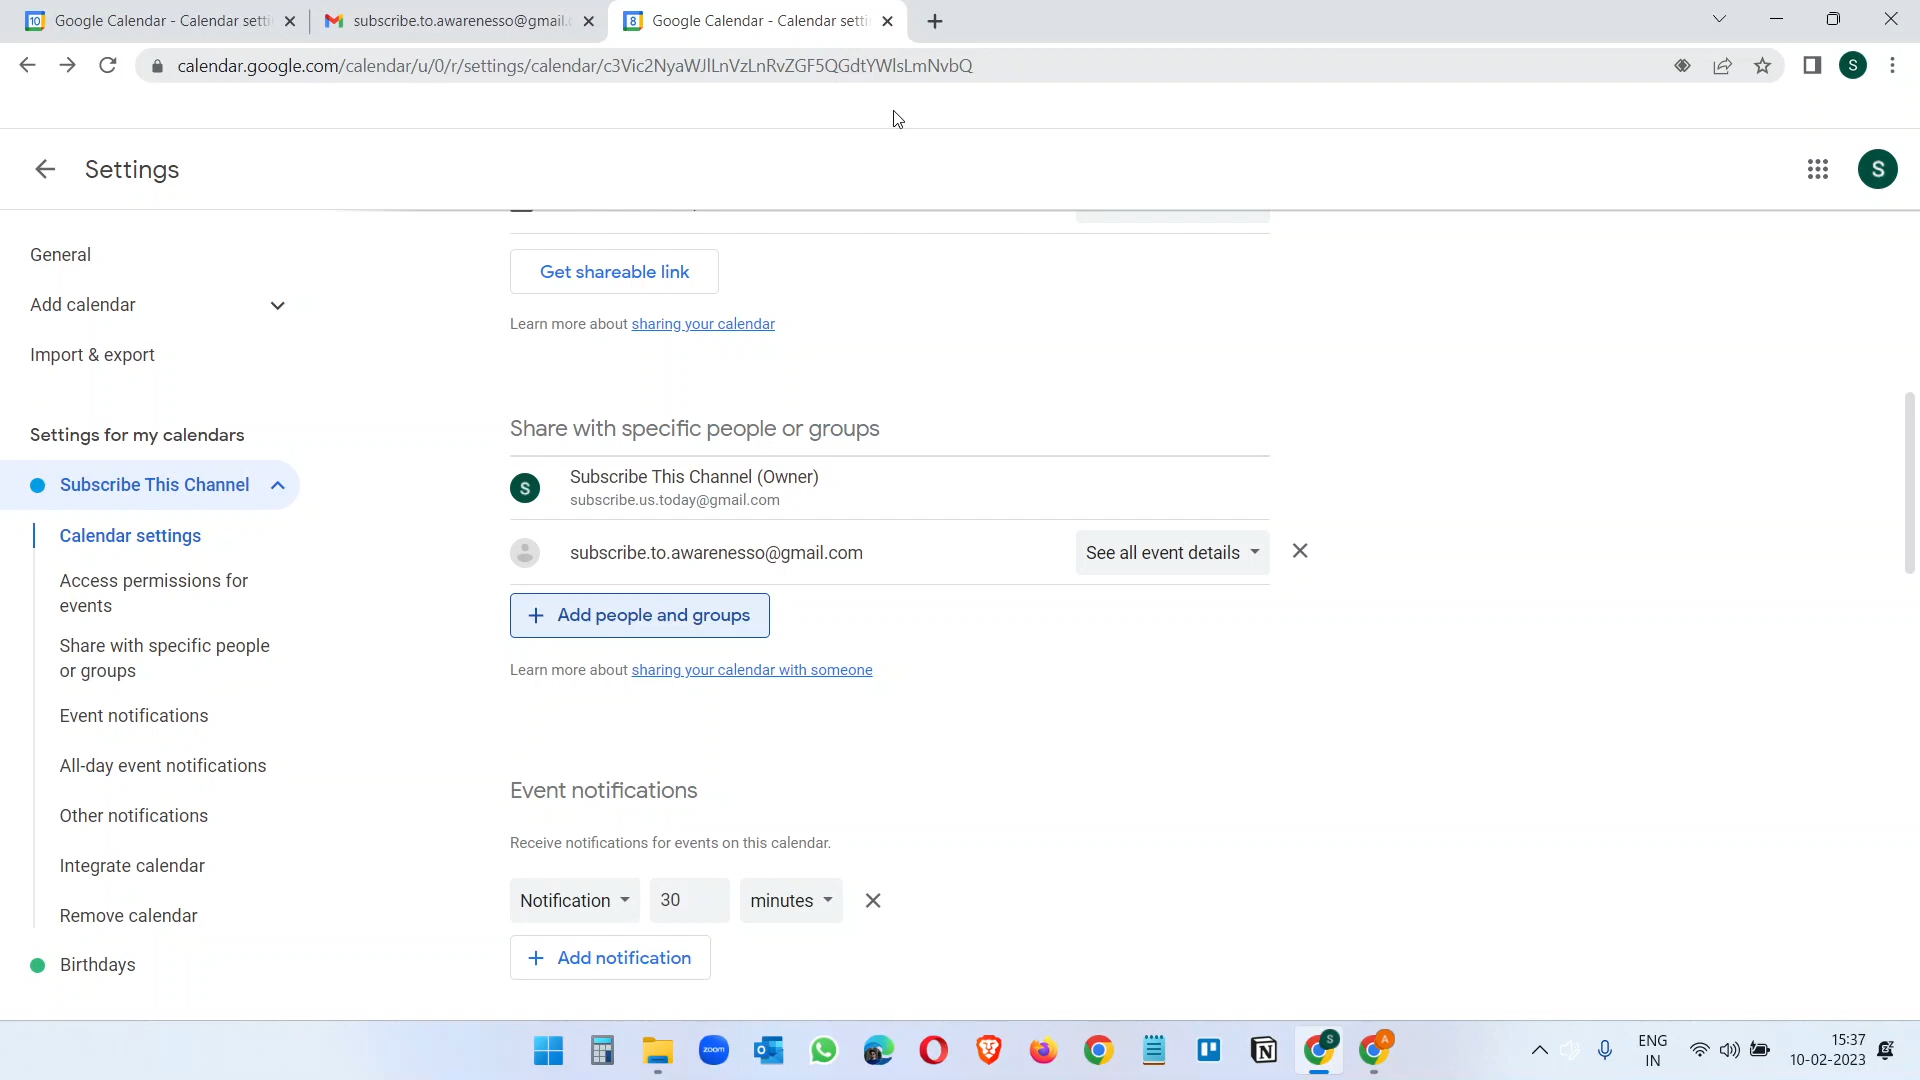 Google Calendar - Calendar setti
subscribe.to.awarenesso@gmail.
Google Calendar - Calendar setti
calendar.google.com/calendar/u/0/r/settings/calendar/c3Vic2NyaWJlLnVzLnRvZGF5QGdtYWlsLmNvbQ
S
Settings
S
General
Add calendar
Import & export
Settings for my calendars
Subscribe This Channel
Calendar settings
Access permissions for
events
Share with specific people
or groups
Event notifications
All-day event notifications
Other notifications
Integrate calendar
Remove calendar
Birthdays
Get shareable link
Learn more about sharing your calendar
Share with specific people or groups
S
Subscribe This Channel (Owner)
subscribe.us.today@gmail.com
subscribe.to.awarenesso@gmail.com
See all event details
+ Add people and groups
Learn more about sharing your calendar with someone
Event notifications
Receive notifications for events on this calendar.
Notification 30 minutes
+ Add notification
zoom
ENG
IN
15:37
10-02-2023